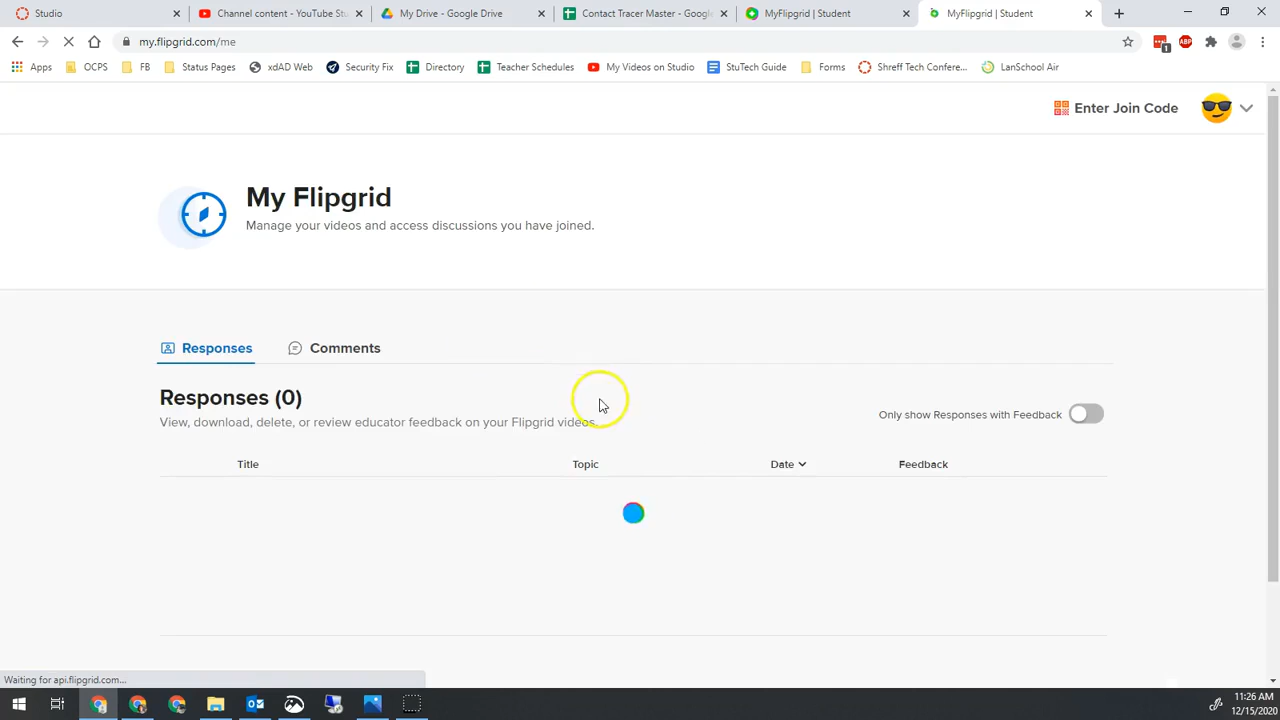 Studio
Channel content - YouTube St
My Drive - Google Drive
Contact Tracer Master - Google
MyFlipgrid | Student
MyFlipgrid | Student
my.flipgrid.com/me
1
ABP
Apps
OCPS
FB
Status Pages
xdAD Web
Security Fix
Directory
Teacher Schedules
My Videos on Studio
StuTech Guide
Forms
Shreff Tech Confere...
LanSchool Air
Enter Join Code
My Flipgrid
Manage your videos and access discussions you have joined.
Responses
Comments
Responses (0)
View, download, delete, or review educator feedback on your Flipgrid videos.
Only show Responses with Feedback
Title
Topic
Date
Feedback
Waiting for api.flipgrid.com...
11:26 AM
12/15/2020